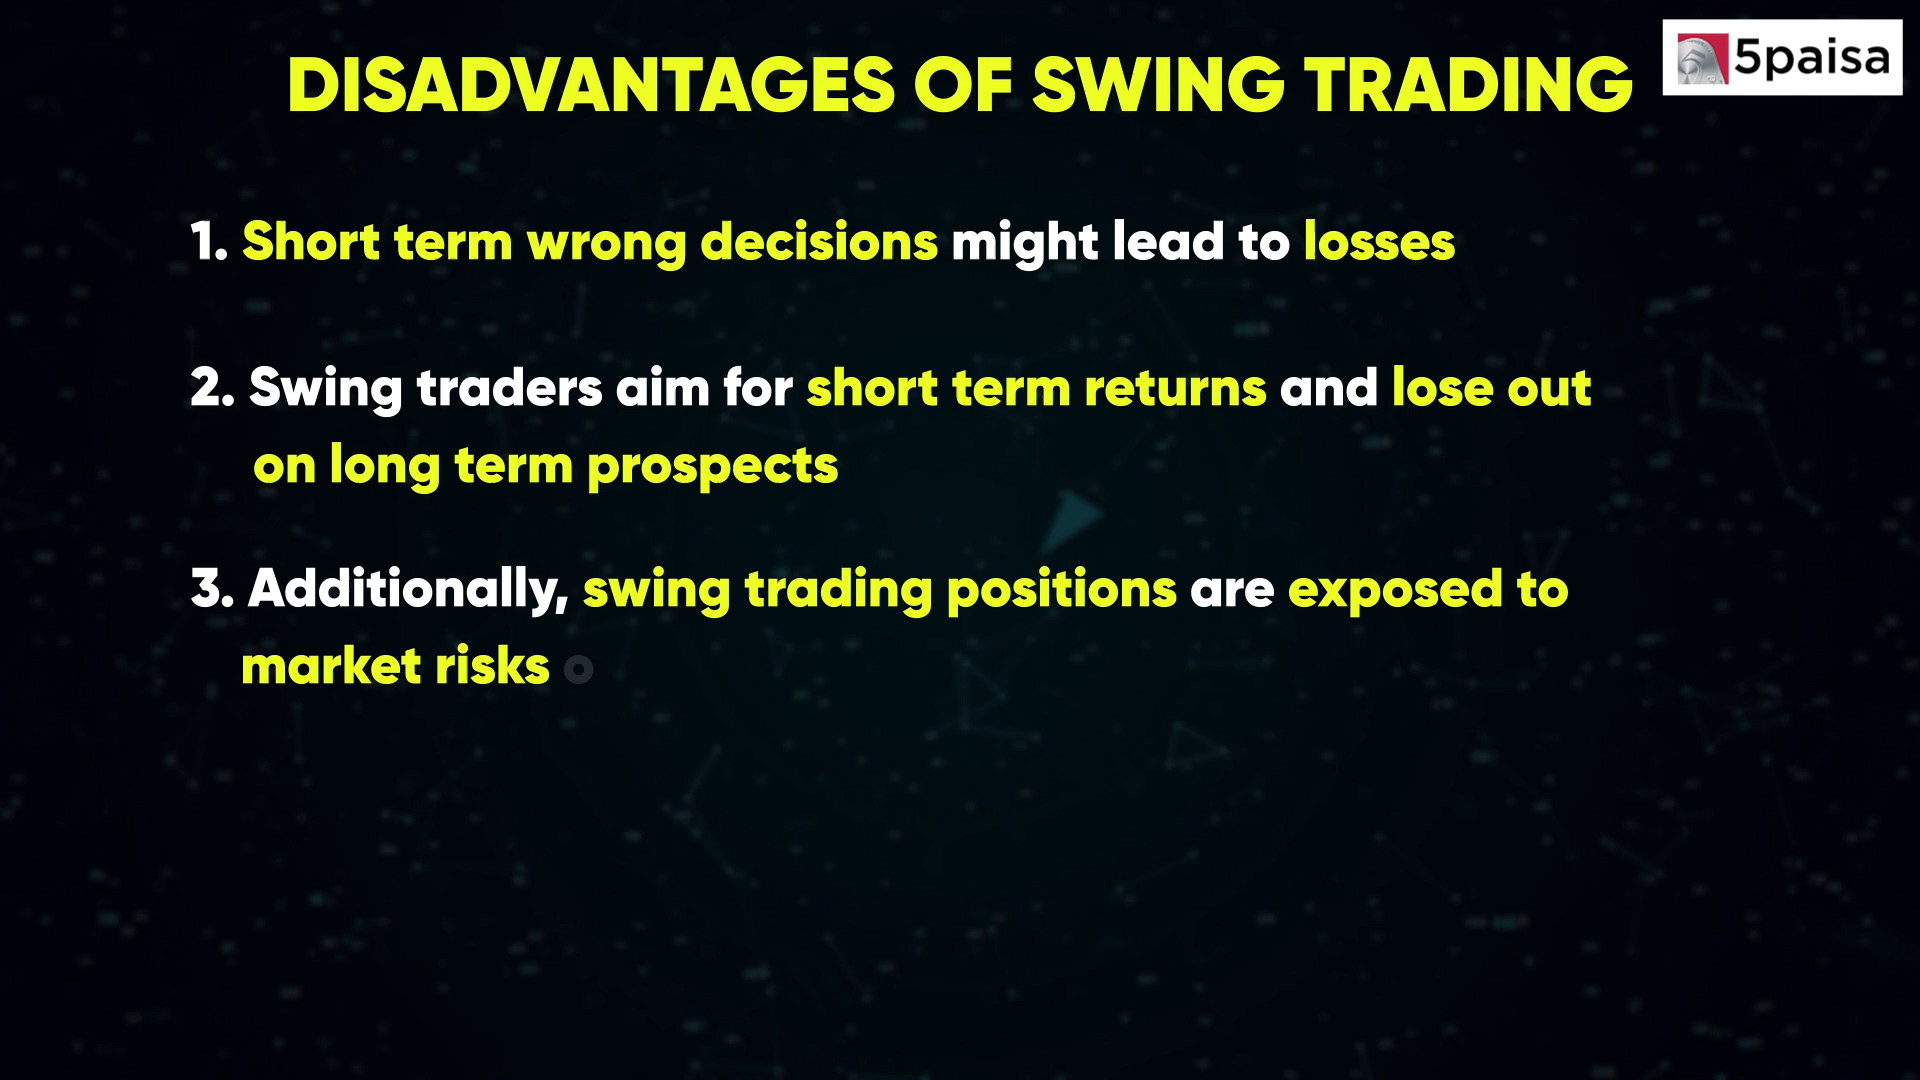 DISADVANTAGES OF SWING TRADING
5paisa
1. Short term wrong decisions might lead to losses
2. Swing traders aim for short term returns and lose out
on long term prospects
3. Additionally, swing trading positions are exposed to
market risks o